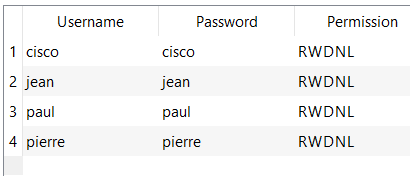 Username Password Permission
1 cisco cisco RWDNL
2 jean jean RWDNL
3 paul paul RWDNL
4 pierre pierre RWDNL